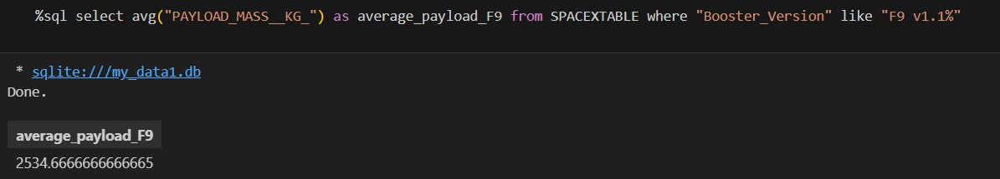 %sql select avg("PAYLOAD_MASS__KG_") as average_payload_F9 from SPACEXTABLE where "Booster_Version" like "F9 v1.1%"
* sqlite:///my_data1.db
Done.
average_payload_F9
2534.6666666666665